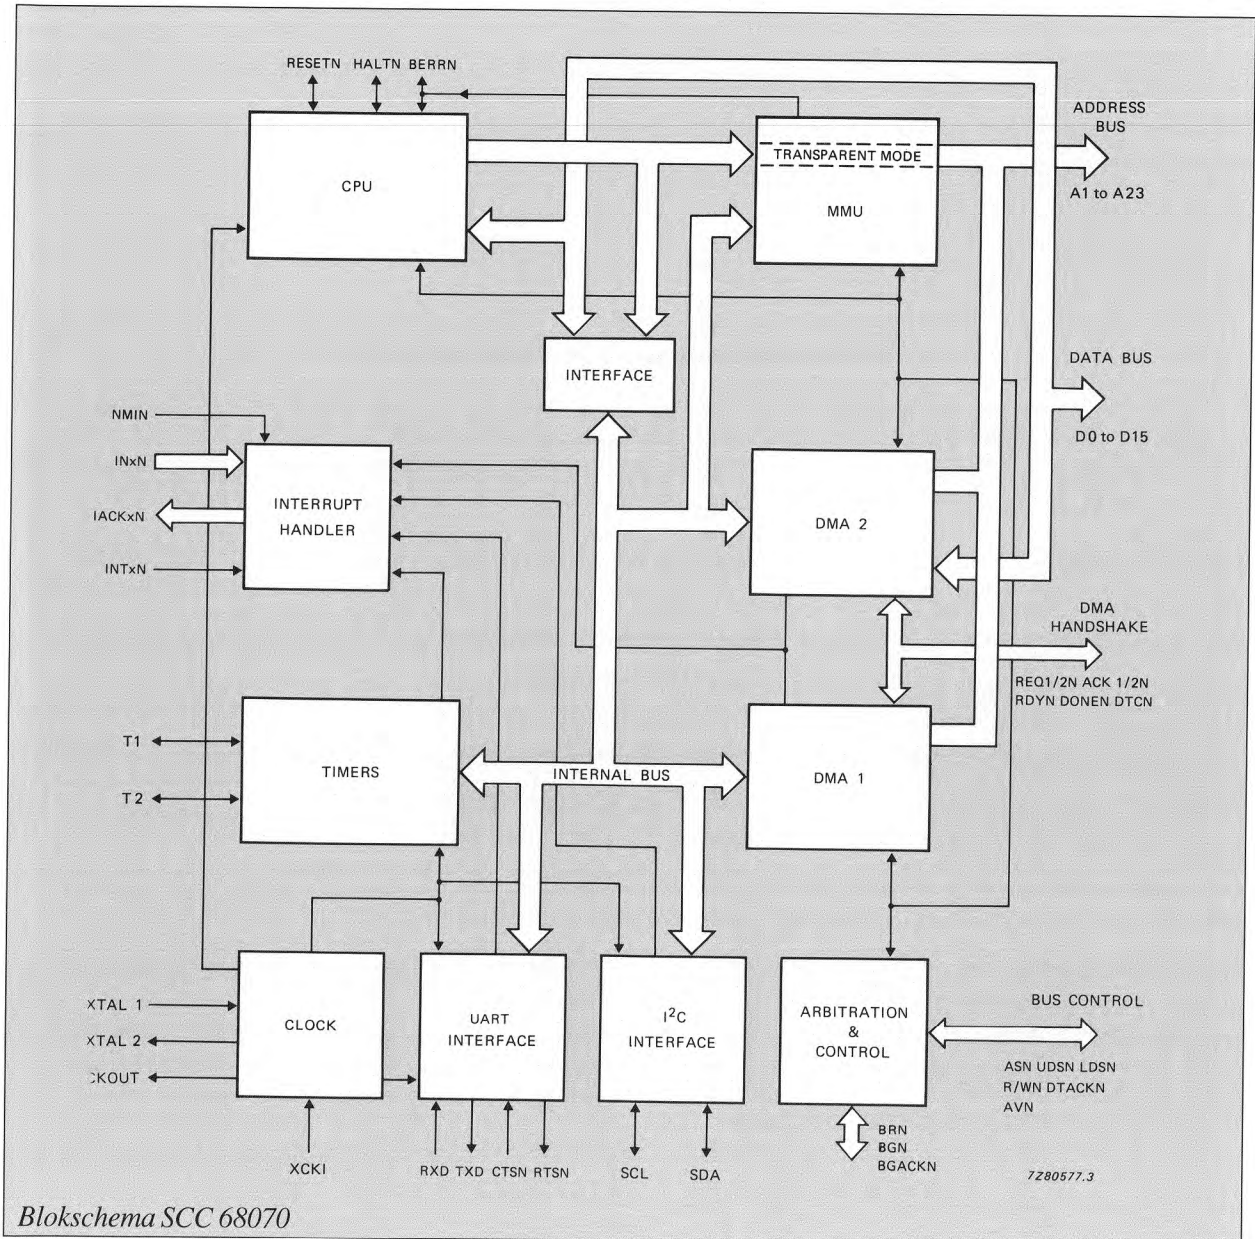 RESETN HALTN BERRN
ADDRESS
BUS
TRANSPARENT MODE
CPU
A1 to A23
MMU
DATA BUS
INTERFACE
NMIN
D0 to D15
INxN
INTERRUPT
HANDLER
IACKxN
DMA 2
INTxN
DMA
HANDSHAKE
REQ1/2N ACK 1/2N
RDYN DONEN DTCN
T1
TIMERS
INTERNAL BUS
DMA 1
T2
XTAL 1
BUS CONTROL
CLOCK
UART
INTERFACE
I²C
INTERFACE
ARBITRATION
&
CONTROL
XTAL 2
ASN UDSN LDSN
R/WN DTACKN
AVN
CKOUT
BRN
BGN
BGACKN
XCKI
RXD TXD CTSN RTSN
SCL SDA
7Z80577.3
Blokschema SCC 68070